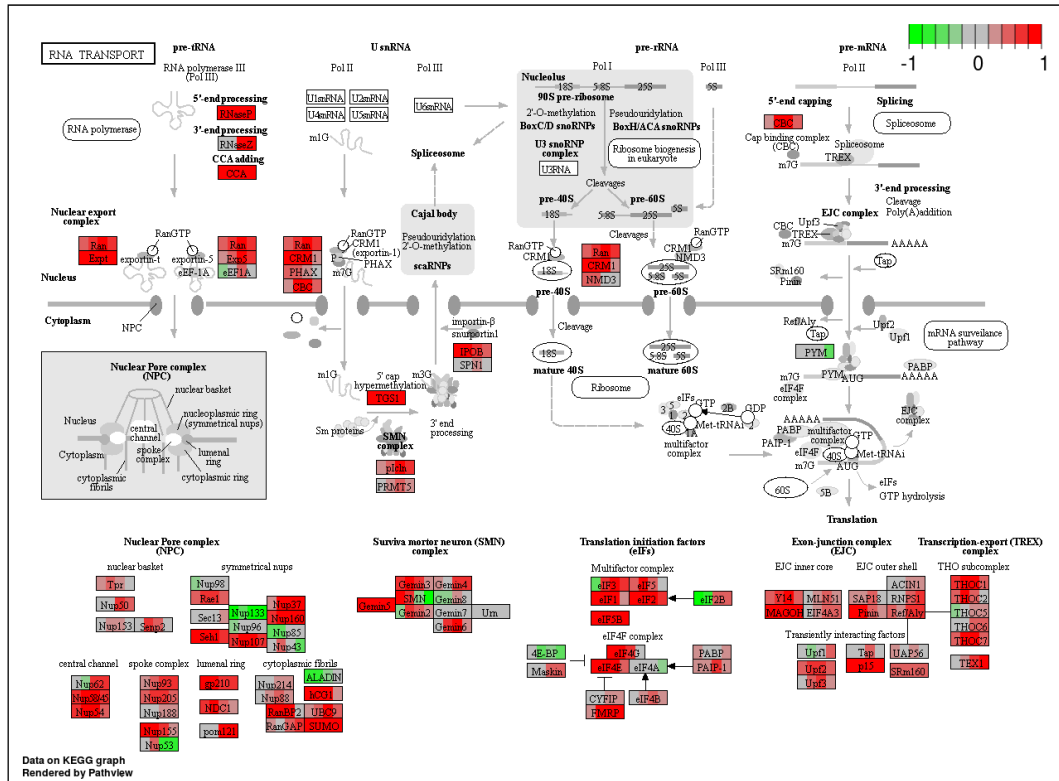 RNA TRANSPORT
pre-tRNA
RNA polymerase III
(Pol III)
5'-end processing
RNaseP
3'-end processing
RNaseZ
CCA adding
CCA
RNA polymerase
Nuclear export
complex
Ran
Expt
RanGTP
exportin-t
exportin-5
eEF-1A
Ran
Exp5
eEF1A
Nucleus
Cytoplasm
NPC
U snRNA
Pol II
Pol III
U1snRNA
U2snRNA
U4snRNA
U5snRNA
U6snRNA
m1G
Spliceosome
Cajal body
Pseudouridylation
2'-O-methylation
scaRNPs
Ran
CRM1
PHAX
CBC
RanGTP
CRM1
(exportin-1)
P
PHAX
m7G
importin-β
snurportin1
IPOB
SPN1
m1G
m3G
5' cap
hypermethylation
TGS1
3' end
processing
Sm proteins
SMN
complex
pIcln
PRMT5
pre-rRNA
Pol I
Pol III
Nucleolus
18S
5.8S
25S
5S
90S pre-ribosome
2'-O-methylation
Pseudouridylation
BoxC/D snoRNPs
BoxH/ACA snoRNPs
U3 snoRNP
complex
U3RNA
Ribosome biogenesis
in eukaryote
Cleavages
pre-40S
pre-60S
18S
5.8S
25S
5S
RanGTP
CRM1
18S
Cleavages
Ran
CRM1
NMD3
RanGTP
CRM1
NMD3
25S
5.8S
5S
pre-40S
pre-60S
Cleavage
18S
25S
5.8S
5S
mature 40S
mature 60S
Ribosome
eIFs
GTP
2B
GDP
3
5
1
2
Met-tRNAi
2
40S
1A
multifactor
complex
pre-mRNA
Pol II
5'-end capping
Splicing
CBC
Cap binding complex
(CBC)
Spliceosome
Spliceosome
TREX
m7G
3'-end processing
Cleavage
Poly(A)addition
EJC complex
CBC
Upf3
TREX
m7G
AAAAA
Tap
SRm160
Pinin
Ref/Aly
Tap
Upf2
Upf1
mRNA surveilance
pathway
PYM
PYM
AUG
PABP
m7G
AAAAA
eIF4F
complex
EJC
complex
AAAAA
PABP
PAIP-1
multifactor
complex
GTP
eIF4F
40S
Met-tRNAi
m7G
AUG
60S
5B
eIFs
GTP hydrolysis
Translation
-1
0
1
Nuclear Pore complex
(NPC)
nuclear basket
Nucleus
nucleoplasmic ring
(symmetrical nups)
central
channel
spoke
complex
lumenal
ring
Cytoplasm
cytoplasmic
fibrils
cytoplasmic ring
Nuclear Pore complex
(NPC)
nuclear basket
symmetrical nups
Tpr
Nup50
Nup153
Senp2
Nup98
Rae1
Sec13
Seh1
Nup133
Nup96
Nup107
Nup37
Nup160
Nup85
Nup43
central channel
spoke complex
lumenal ring
cytoplasmic fibrils
Nup62
Nup58/45
Nup54
Nup93
Nup205
Nup188
Nup155
Nup53
gp210
NDC1
pom121
Nup214
Nup88
RanBP2
RanGAP
ALADIN
hCG1
UBC9
SUMO
Surviva mortor neuron (SMN)
complex
Gemin3
Gemin4
Gemin5
SMN
Gemin8
Gemin2
Gemin7
Gemin6
Unr
Translation initiation factors
(eIFs)
Multifactor complex
eIF3
eIF5
eIF1
eIF2
eIF2B
eIF5B
eIF4F complex
4E-BP
Maskin
eIF4G
eIF4E
eIF4A
PABP
PAIP-1
CYFIP
FMRP
eIF4B
Exon-junction complex
(EJC)
EJC inner core
EJC outer shell
Y14
MLN51
MAGOH
EIF4A3
ACIN1
SAP18
RNPS1
Pinin
Ref/Aly
Transiently interacting factors
Upf1
Upf2
Upf3
Tap
p15
UAP56
SRm160
Transcription-export (TREX)
complex
THO subcomplex
THOC1
THOC2
THOC5
THOC6
THOC7
TEX1
Data on KEGG graph
Rendered by Pathview